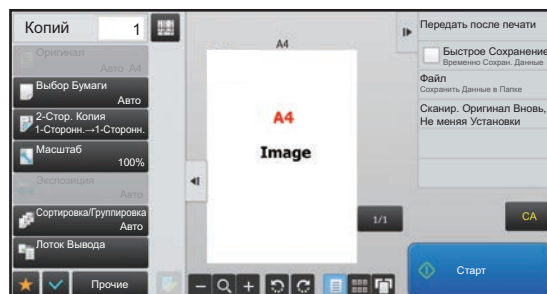 Копий 1
Оригинал
Авто A4
Выбор Бумаги
Авто
2-Стор. Копия
1-Сторонн.→1-Сторонн.
Масштаб
100%
Экспозиция
Авто
Сортировка/Группировка
Авто
Лоток Вывода
Прочие
A4
A4
Image
1/1
Передать после печати
Быстрое Сохранение
Временно Сохран. Данные
Файл
Сохранить Данные в Папке
Сканир. Оригинал Вновь,
Не меняя Установки
CA
Старт